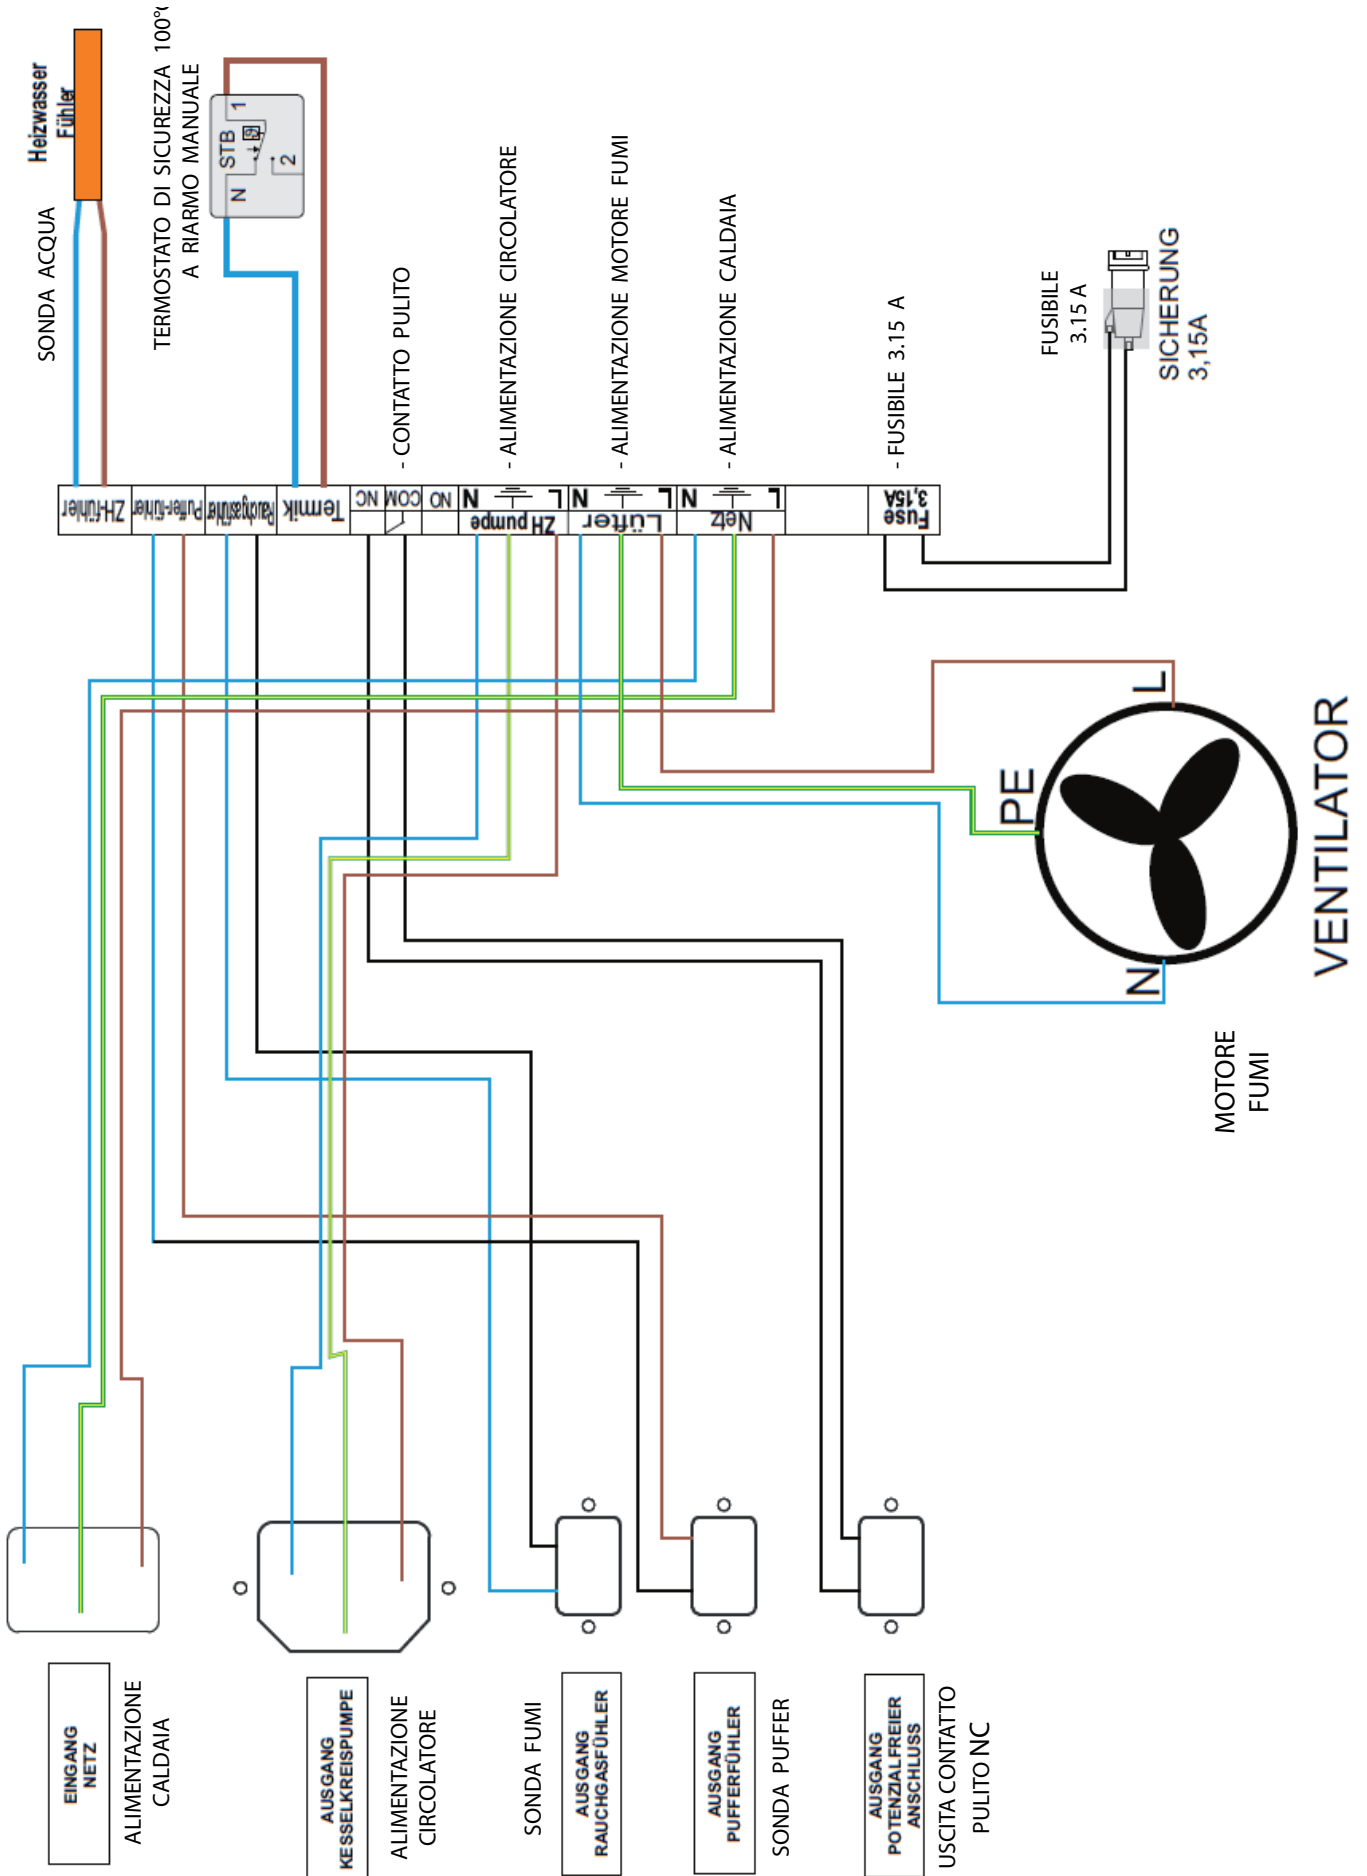 Heizwasser
Fühler
SONDA ACQUA
TERMOSTATO DI SICUREZZA 100°
A RIARMO MANUALE
N
STB
1
9
2
- CONTATTO PULITO
- ALIMENTAZIONE CIRCOLATORE
- ALIMENTAZIONE MOTORE FUMI
- ALIMENTAZIONE CALDAIA
- FUSIBILE 3.15 A
FUSIBILE
3.15 A
SICHERUNG
3,15A
ZH-fühler
Puffer-fühler
Rauchgasfühler
Termik
NC
COM
NO
N
L
ZH pumpe
N
L
Lüfter
N
L
Netz
Fuse
3,15A
L
PE
N
VENTILATOR
MOTORE
FUMI
EINGANG
NETZ
ALIMENTAZIONE
CALDAIA
AUSGANG
KESSELKREISPUMPE
ALIMENTAZIONE
CIRCOLATORE
SONDA FUMI
AUSGANG
RAUCHGASFÜHLER
AUSGANG
PUFFERFÜHLER
SONDA PUFFER
AUSGANG
POTENZIALFREIER
ANSCHLUSS
USCITA CONTATTO
PULITO NC